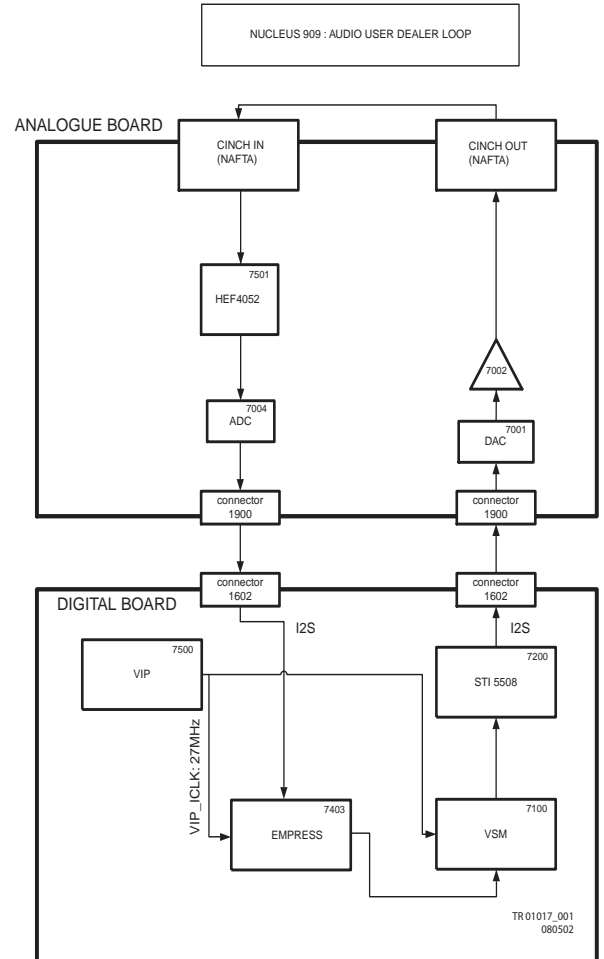 NUCLEUS 909 : AUDIO USER DEALER LOOP
ANALOGUE BOARD
CINCH IN
(NAFTA)
CINCH OUT
(NAFTA)
7501
HEF4052
7002
7004
ADC
7001
DAC
connector
1900
connector
1900
connector
1602
connector
1602
DIGITAL BOARD
I2S
I2S
7500
VIP
7200
STI 5508
VIP_ICLK: 27MHz
7403
EMPRESS
7100
VSM
TR 01017_001
080502